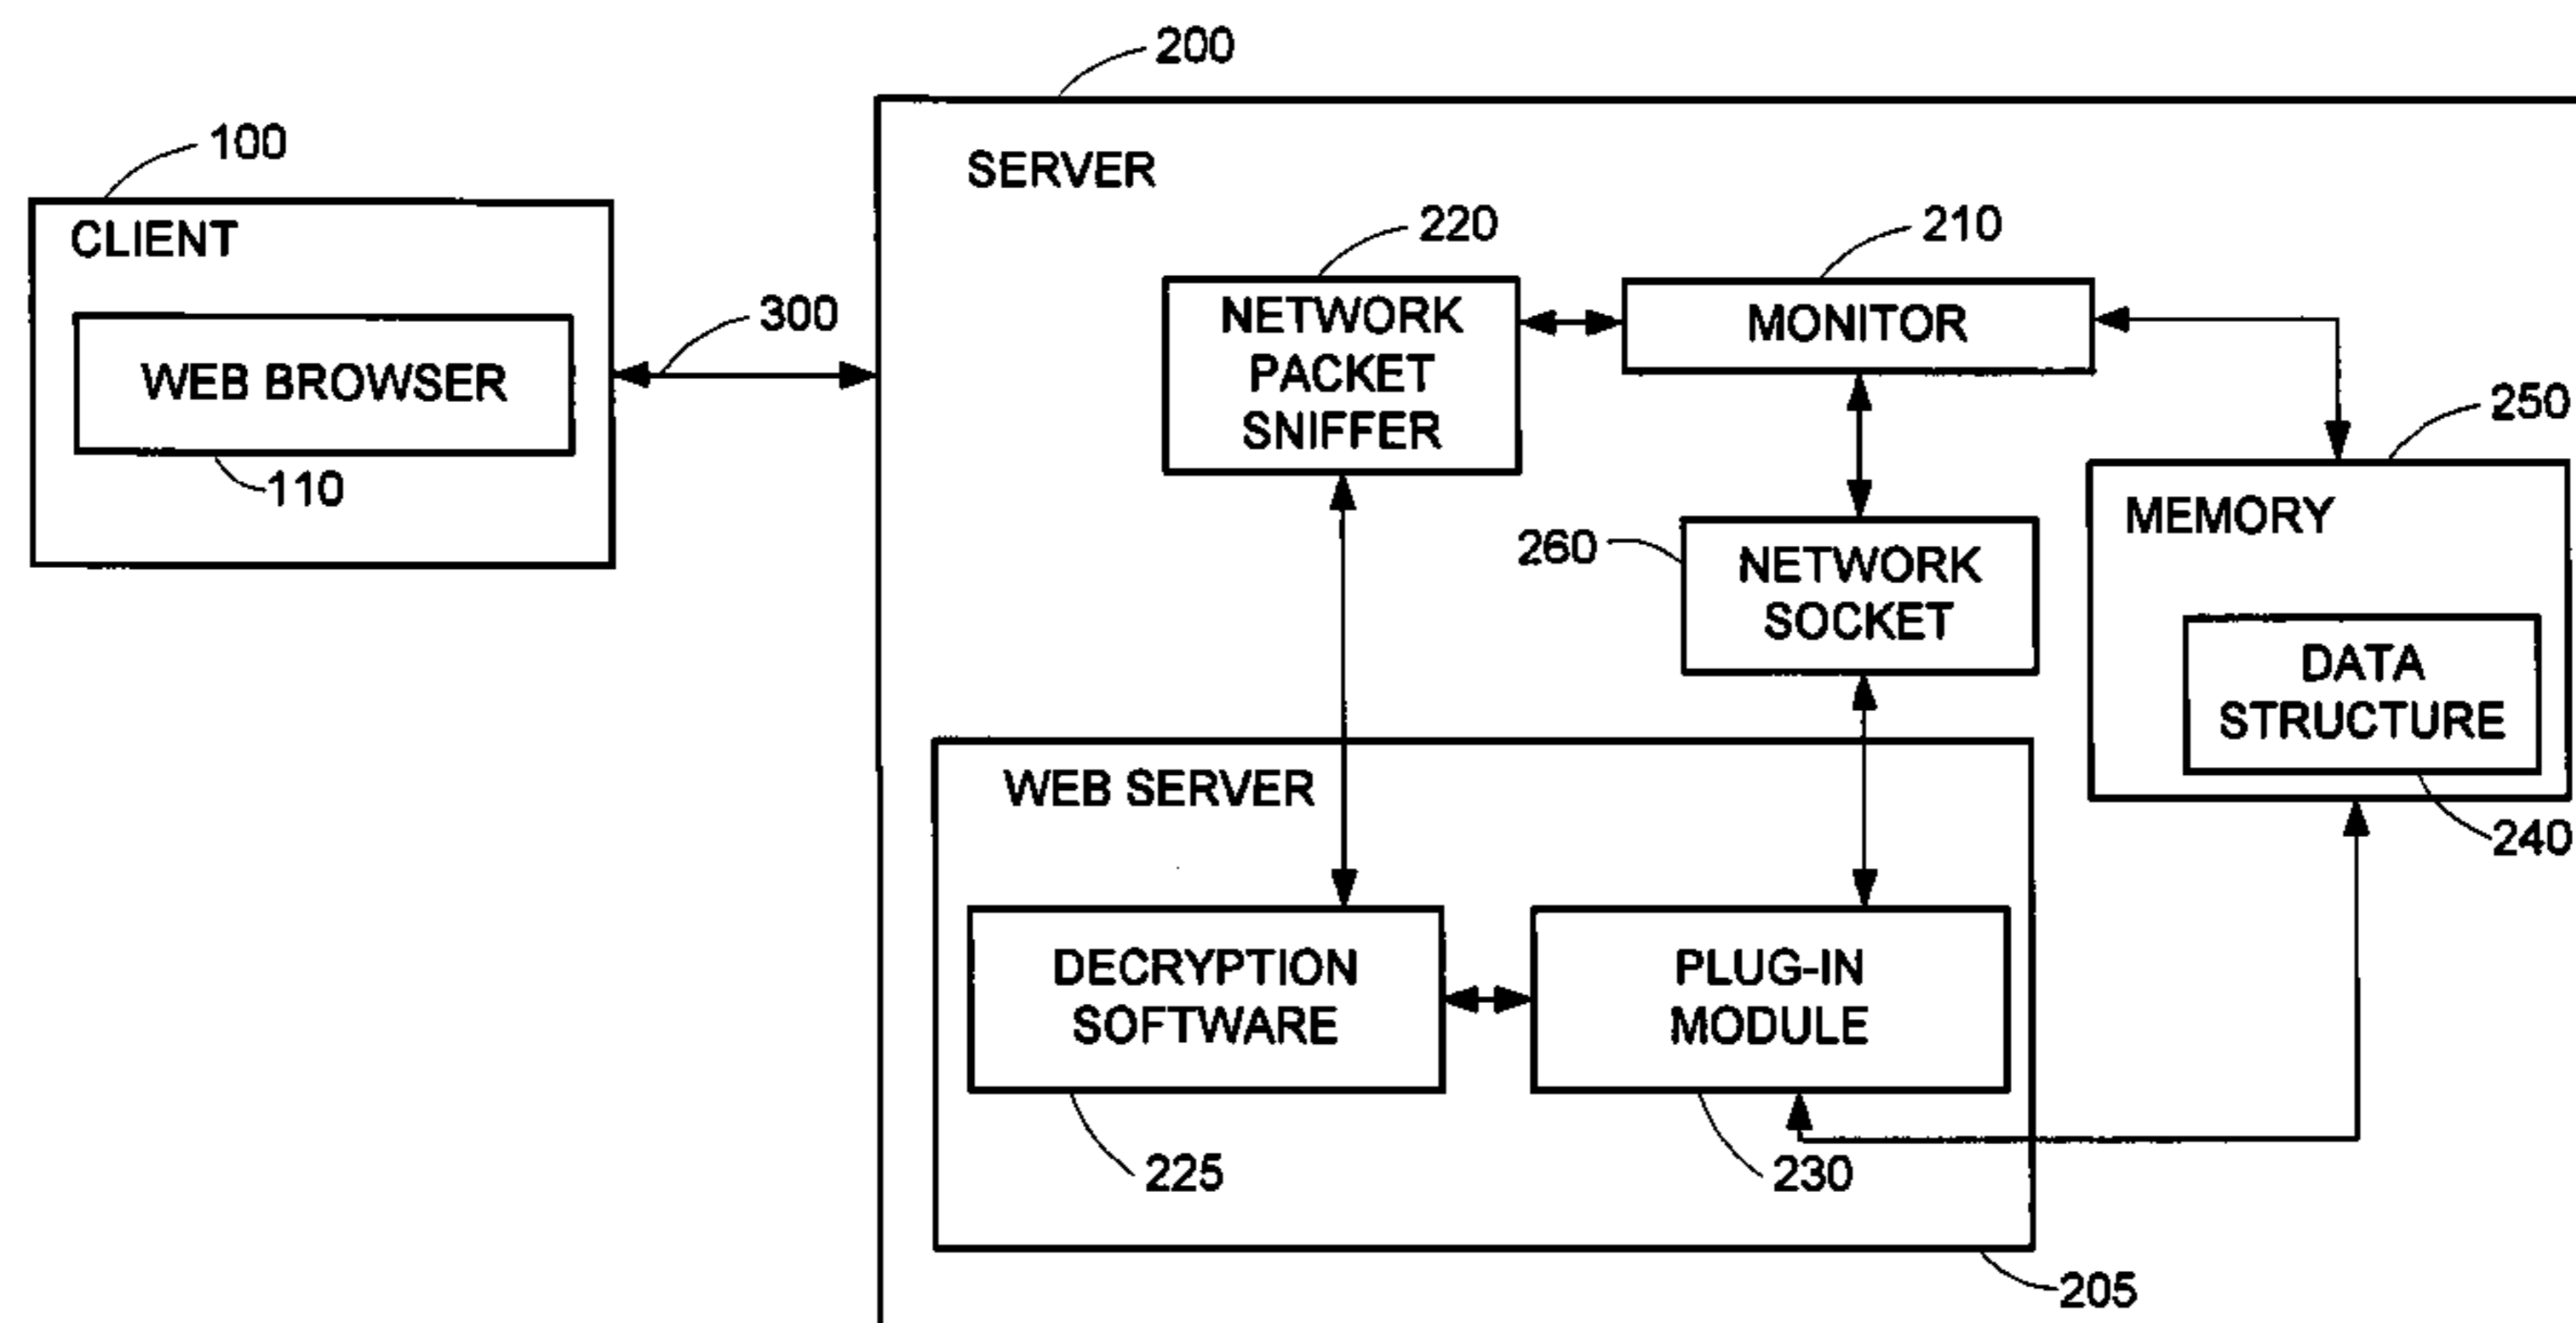 200
100
SERVER
CLIENT
220
210
300
NETWORK
PACKET
SNIFFER
MONITOR
WEB BROWSER
250
110
MEMORY
260
NETWORK
SOCKET
DATA
STRUCTURE
WEB SERVER
240
DECRYPTION
SOFTWARE
PLUG-IN
MODULE
225
230
205